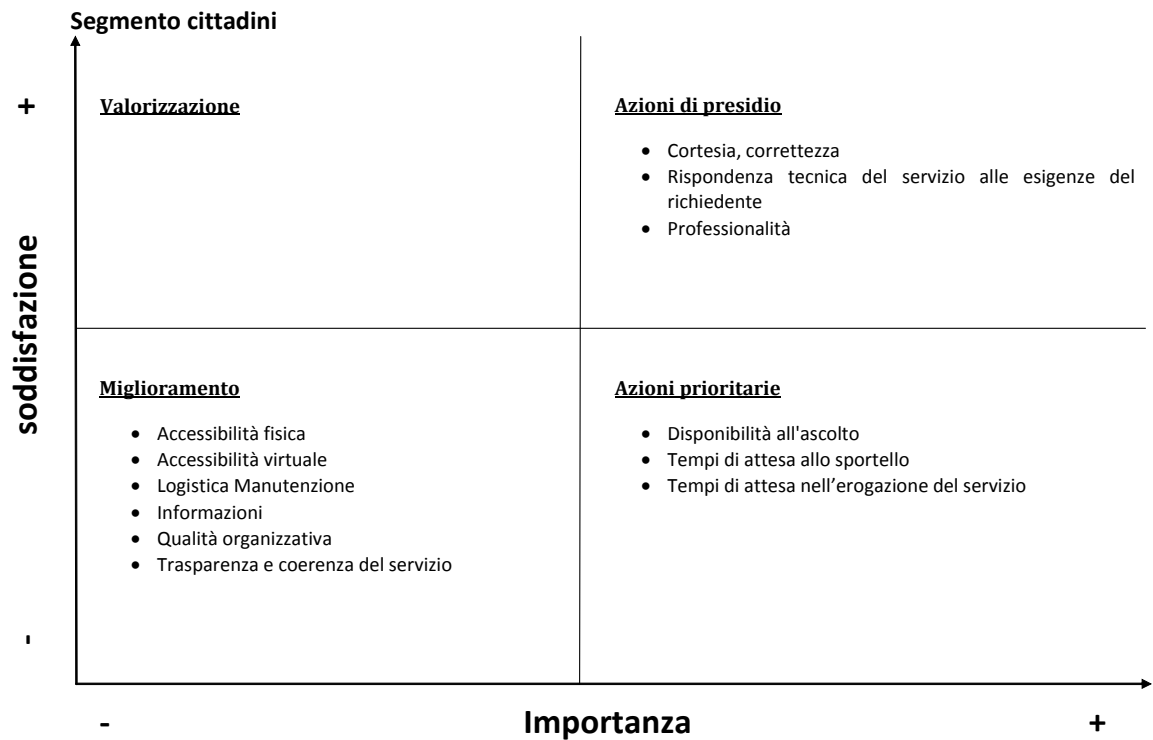 Segmento cittadini
+
soddisfazione
-
Valorizzazione
Azioni di presidio
• Cortesia, correttezza
• Rispondenza tecnica del servizio alle esigenze del
richiedente
• Professionalità
Miglioramento
• Accessibilità fisica
• Accessibilità virtuale
• Logistica Manutenzione
• Informazioni
• Qualità organizzativa
• Trasparenza e coerenza del servizio
Azioni prioritarie
• Disponibilità all'ascolto
• Tempi di attesa allo sportello
• Tempi di attesa nell’erogazione del servizio
- Importanza +